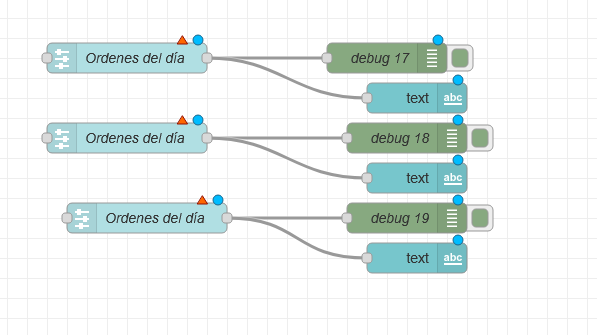 Ordenes del día
debug 17
text
abc
Ordenes del día
debug 18
text
abc
Ordenes del día
debug 19
text
abc